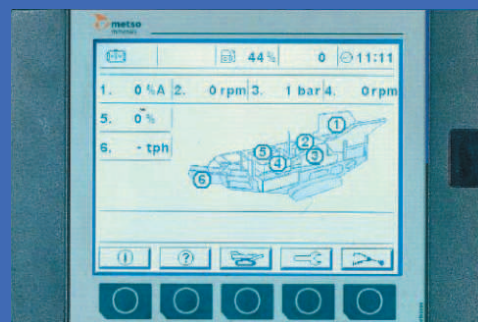 metso
minerals
44 % 0 11:11
1. 0 %A 2. 0 rpm 3. 1 bar 4. 0 rpm
5. 0 %
6. - tph
1
2
5
3
4
6
i ?